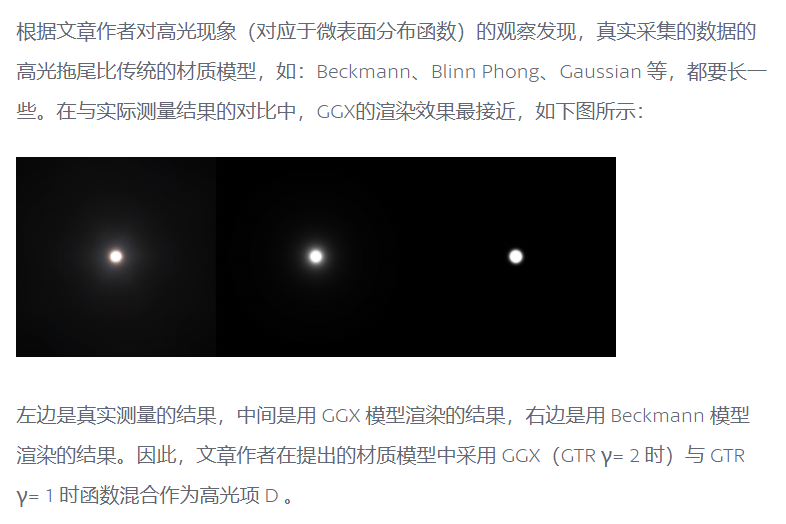 根据文章作者对高光现象（对应于微表面分布函数）的观察发现，真实采集的数据的
高光拖尾比传统的材质模型，如：Beckmann、Blinn Phong、Gaussian 等，都要长一
些。在与实际测量结果的对比中，GGX的渲染效果最接近，如下图所示：
左边是真实测量的结果，中间是用 GGX 模型渲染的结果，右边是用 Beckmann 模型
渲染的结果。因此，文章作者在提出的材质模型中采用 GGX（GTR γ= 2 时）与 GTR
γ= 1 时函数混合作为高光项 D 。